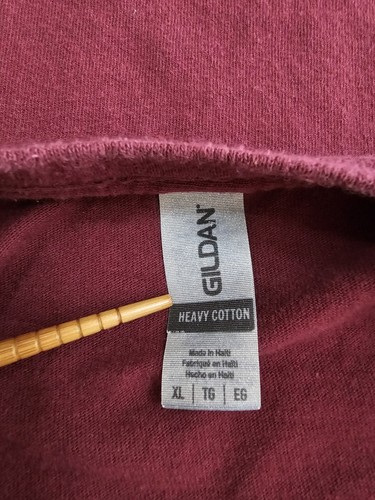 GILDAN
HEAVY COTTON
Made in Haiti
Fabriqué en Haïti
Hecho en Haití
XL | TG | EG